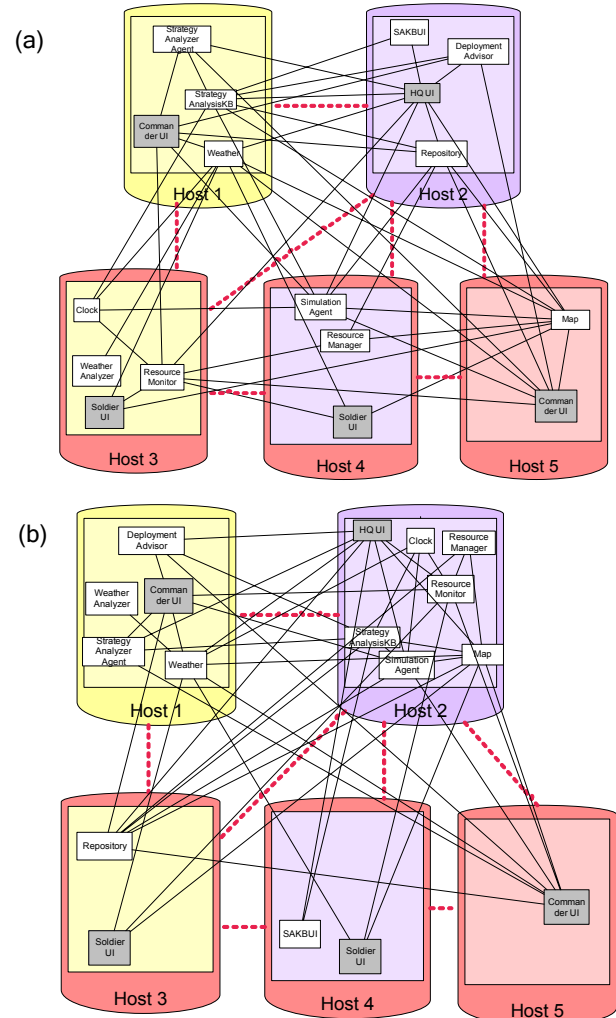 (a)
Strategy
Analyzer
Agent
SAKBUI
Deployment
Advisor
Strategy
AnalysisKB
HQ UI
Comman
der UI
Weather
Repository
Host 1
Host 2
Clock
Simulation
Agent
Map
Resource
Manager
Weather
Analyzer
Resource
Monitor
Soldier
UI
Soldier
UI
Comman
der UI
Host 3
Host 4
Host 5
(b)
Deployment
Advisor
HQ UI
Clock
Resource
Manager
Weather
Analyzer
Comman
der UI
Resource
Monitor
Strategy
Analyzer
Agent
Weather
Strategy
AnalysisKB
Simulation
Agent
Map
Host 1
Host 2
Repository
Comman
der UI
Soldier
UI
SAKBUI
Soldier
UI
Host 3
Host 4
Host 5